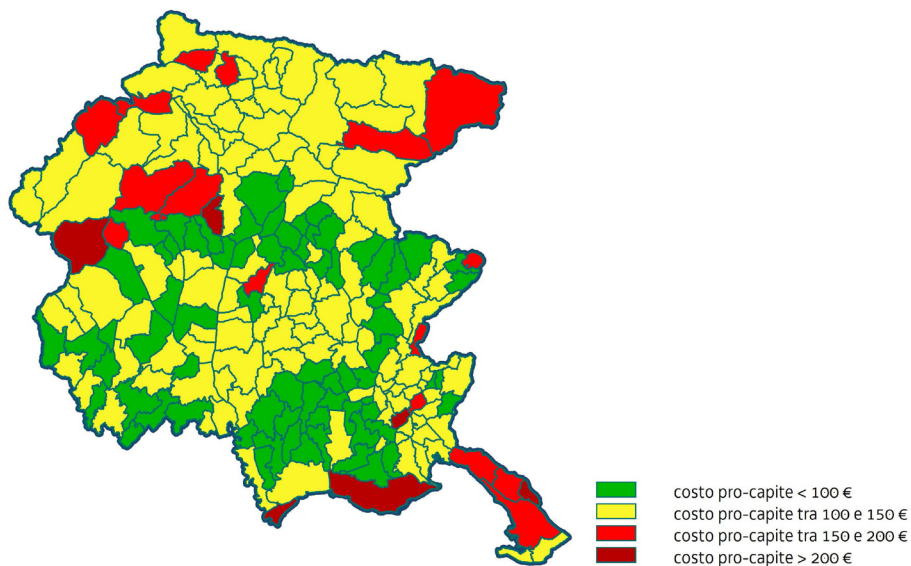 costo pro-capite < 100 €
costo pro-capite tra 100 e 150 €
costo pro-capite tra 150 e 200 €
costo pro-capite > 200 €